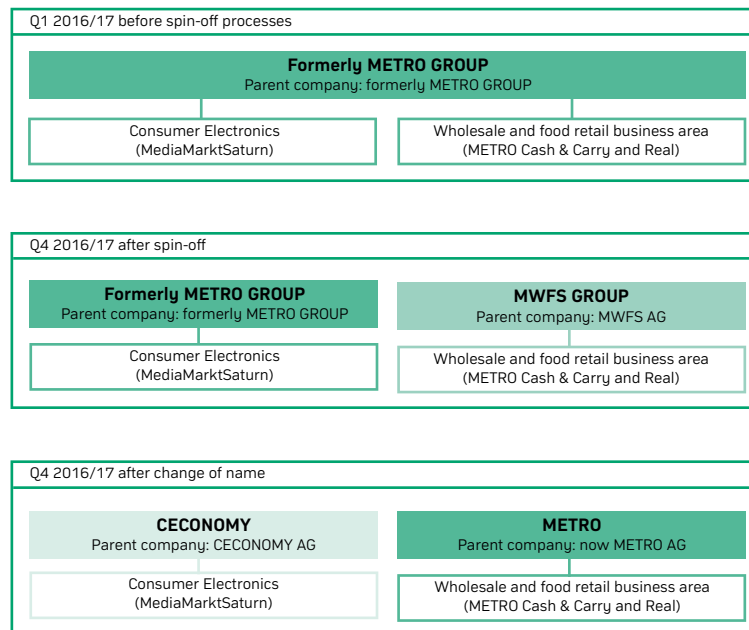 Q1 2016/17 before spin-off processes
Formerly METRO GROUP
Parent company: formerly METRO GROUP
Consumer Electronics
(MediaMarktSaturn)
Wholesale and food retail business area
(METRO Cash & Carry and Real)
Q4 2016/17 after spin-off
Formerly METRO GROUP
Parent company: formerly METRO GROUP
Consumer Electronics
(MediaMarktSaturn)
MWFS GROUP
Parent company: MWFS AG
Wholesale and food retail business area
(METRO Cash & Carry and Real)
Q4 2016/17 after change of name
CECONOMY
Parent company: CECONOMY AG
Consumer Electronics
(MediaMarktSaturn)
METRO
Parent company: now METRO AG
Wholesale and food retail business area
(METRO Cash & Carry and Real)